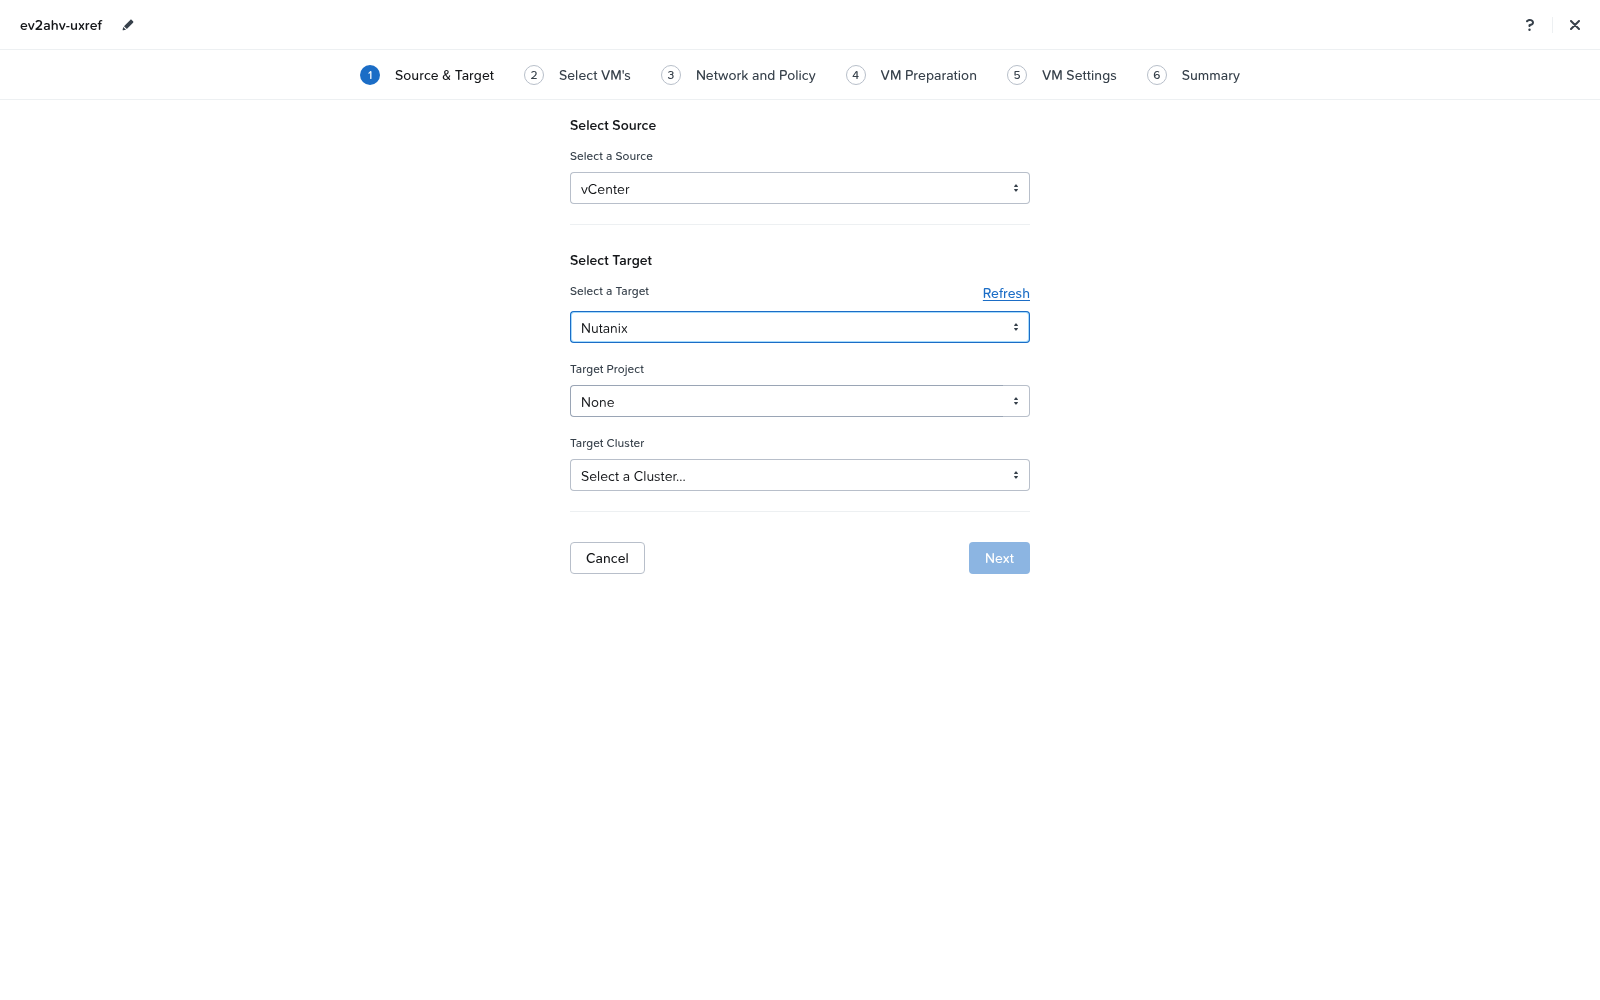 ev2ahv-uxref
?
1 Source & Target 2 Select VM's 3 Network and Policy 4 VM Preparation 5 VM Settings 6 Summary
Select Source
Select a Source
vCenter
Select Target
Select a Target Refresh
Nutanix
Target Project
None
Target Cluster
Select a Cluster...
Cancel Next